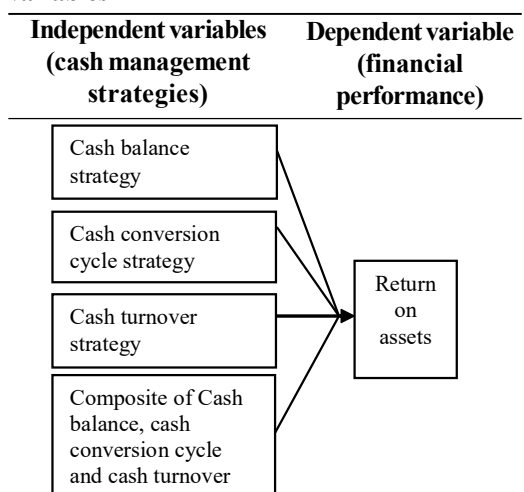 Independent variables
(cash management
strategies)
Dependent variable
(financial
performance)
Cash balance
strategy
Cash conversion
cycle strategy
Cash turnover
strategy
Composite of Cash
balance, cash
conversion cycle
and cash turnover
Return
on
assets